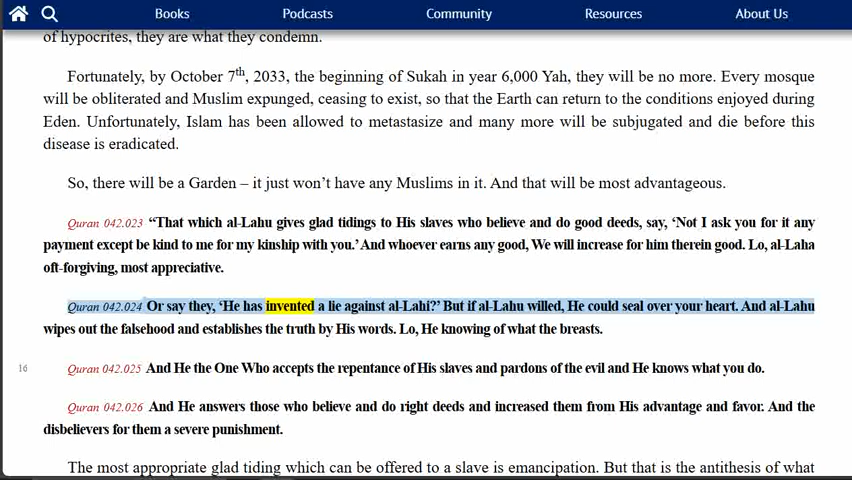 Books Podcasts Community Resources About Us
of hypocrites, they are what they condemn.
Fortunately, by October 7th, 2033, the beginning of Sukah in year 6,000 Yah, they will be no more. Every mosque
will be obliterated and Muslim expunged, ceasing to exist, so that the Earth can return to the conditions enjoyed during
Eden. Unfortunately, Islam has been allowed to metastasize and many more will be subjugated and die before this
disease is eradicated.
So, there will be a Garden – it just won’t have any Muslims in it. And that will be most advantageous.
Quran 042.023 “That which al-Lahu gives glad tidings to His slaves who believe and do good deeds, say, ‘Not I ask you for it any
payment except be kind to me for my kinship with you.’ And whoever earns any good, We will increase for him therein good. Lo, al-Laha
oft-forgiving, most appreciative.
Quran 042.024 Or say they, ‘He has invented a lie against al-Lahi?’ But if al-Lahu willed, He could seal over your heart. And al-Lahu
wipes out the falsehood and establishes the truth by His words. Lo, He knowing of what the breasts.
16 Quran 042.025 And He the One Who accepts the repentance of His slaves and pardons of the evil and He knows what you do.
Quran 042.026 And He answers those who believe and do right deeds and increased them from His advantage and favor. And the
disbelievers for them a severe punishment.
The most appropriate glad tiding which can be offered to a slave is emancipation. But that is the antithesis of what